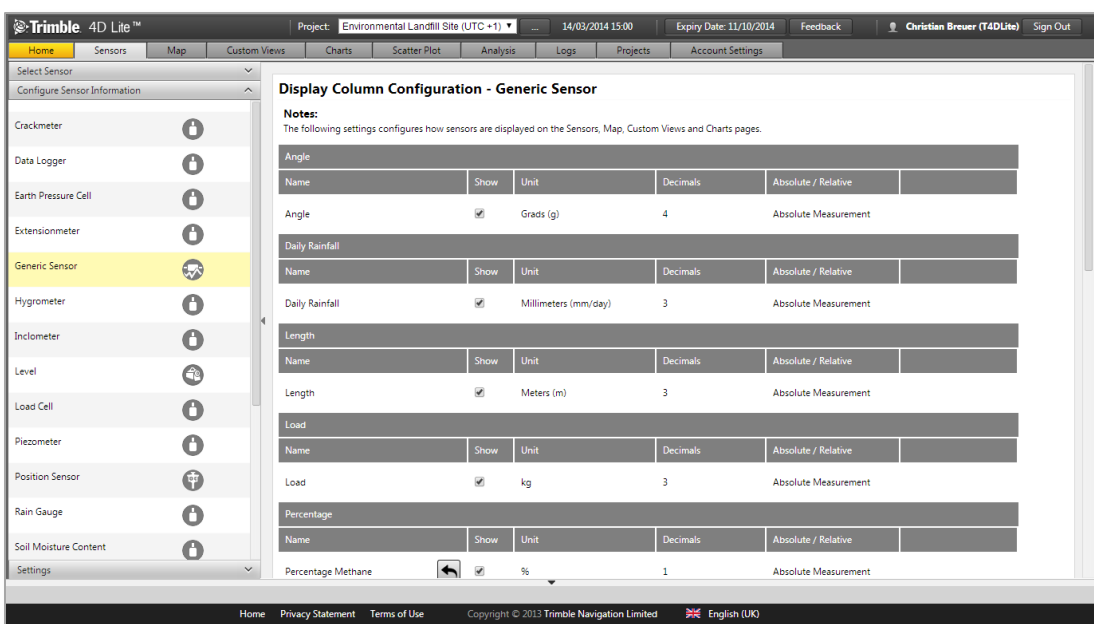 Trimble. 4D Lite™ Project: Environmental Landfill Site (UTC +1) ... 14/03/2014 15:00 Expiry Date: 11/10/2014 Feedback Christian Breuer (T4DLite) Sign Out
Home Sensors Map Custom Views Charts Scatter Plot Analysis Logs Projects Account Settings
Select Sensor
Configure Sensor Information
Crackmeter
Data Logger
Earth Pressure Cell
Extensionmeter
Generic Sensor
Hygrometer
Inclometer
Level
Load Cell
Piezometer
Position Sensor
Rain Gauge
Soil Moisture Content
Settings
Display Column Configuration - Generic Sensor
Notes:
The following settings configures how sensors are displayed on the Sensors, Map, Custom Views and Charts pages.
Angle
Name Show Unit Decimals Absolute / Relative
Angle Grads (g) 4 Absolute Measurement
Daily Rainfall
Name Show Unit Decimals Absolute / Relative
Daily Rainfall Millimeters (mm/day) 3 Absolute Measurement
Length
Name Show Unit Decimals Absolute / Relative
Length Meters (m) 3 Absolute Measurement
Load
Name Show Unit Decimals Absolute / Relative
Load kg 3 Absolute Measurement
Percentage
Name Show Unit Decimals Absolute / Relative
Percentage Methane % 1 Absolute Measurement
Home Privacy Statement Terms of Use Copyright © 2013 Trimble Navigation Limited English (UK)